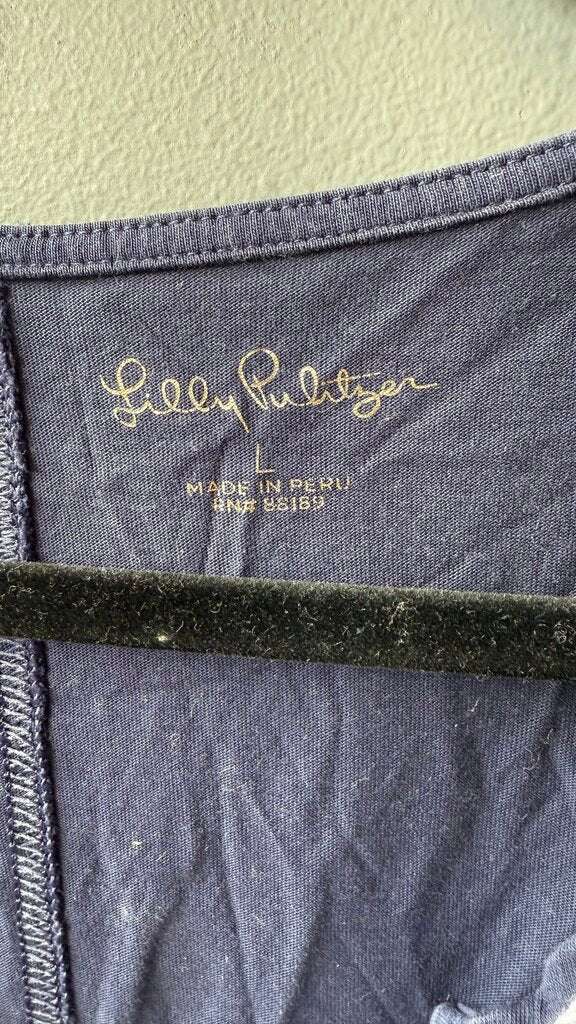 Lilly Pulitzer
L
MADE IN PERU
RN# 88189